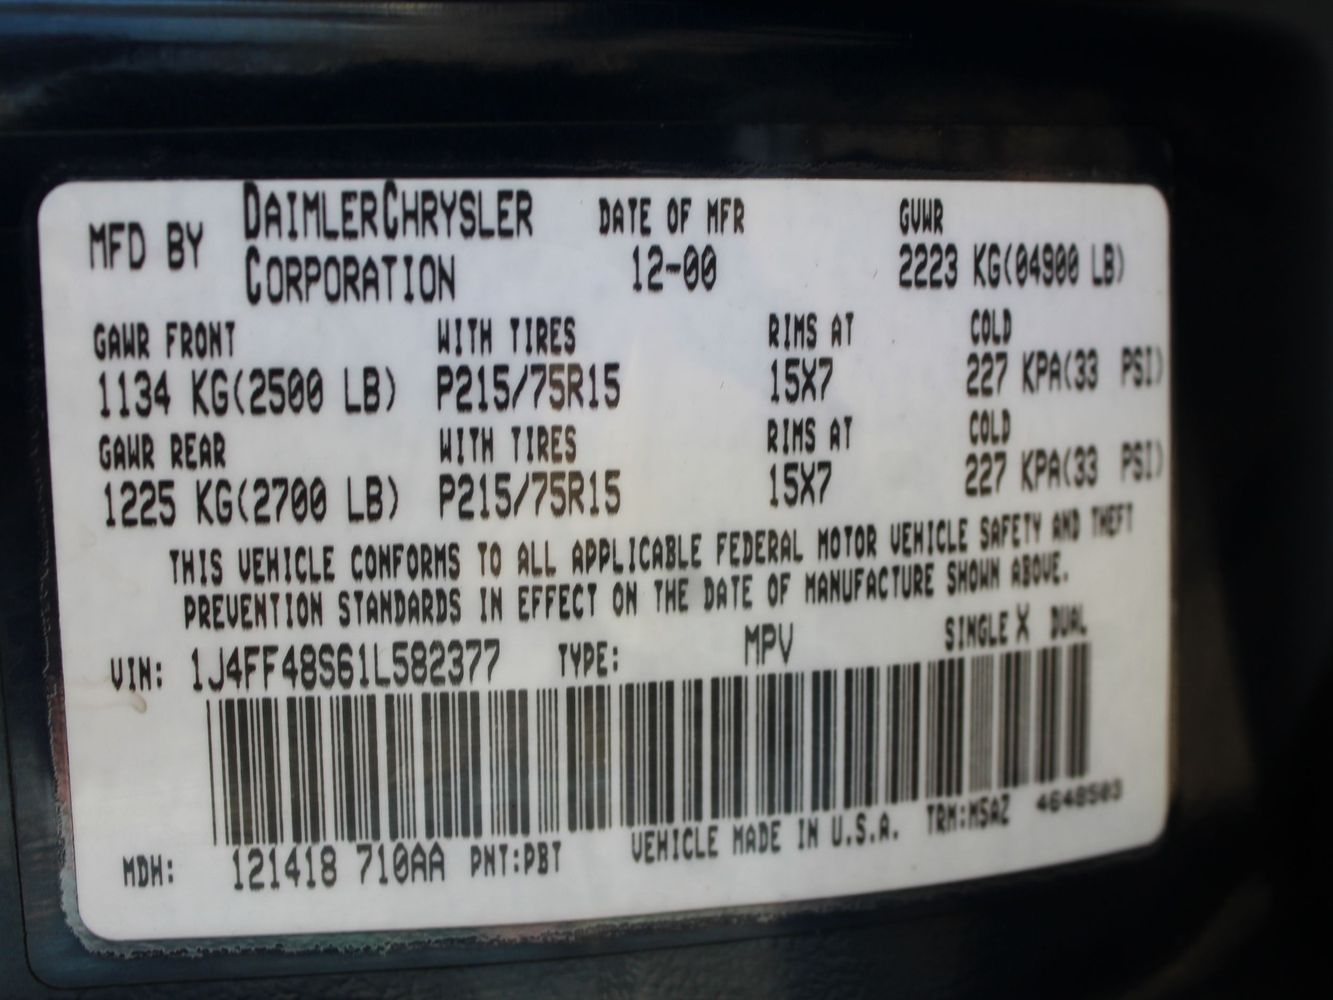 MFD BY DAIMLERCHRYSLER CORPORATION DATE OF MFR 12-00 GVWR 2223 KG(04900 LB)
GAWR FRONT WITH TIRES RIMS AT COLD
1134 KG(2500 LB) P215/75R15 15X7 227 KPA(33 PSI)
GAWR REAR WITH TIRES RIMS AT COLD
1225 KG(2700 LB) P215/75R15 15X7 227 KPA(33 PSI)
THIS VEHICLE CONFORMS TO ALL APPLICABLE FEDERAL MOTOR VEHICLE SAFETY AND THEFT
PREVENTION STANDARDS IN EFFECT ON THE DATE OF MANUFACTURE SHOWN ABOVE.
VIN: 1J4FF48S61L582377 TYPE: MPV SINGLE X DUAL
MDH: 121418 710AA PNT:PBT VEHICLE MADE IN U.S.A. TRM:M5AZ 4648503